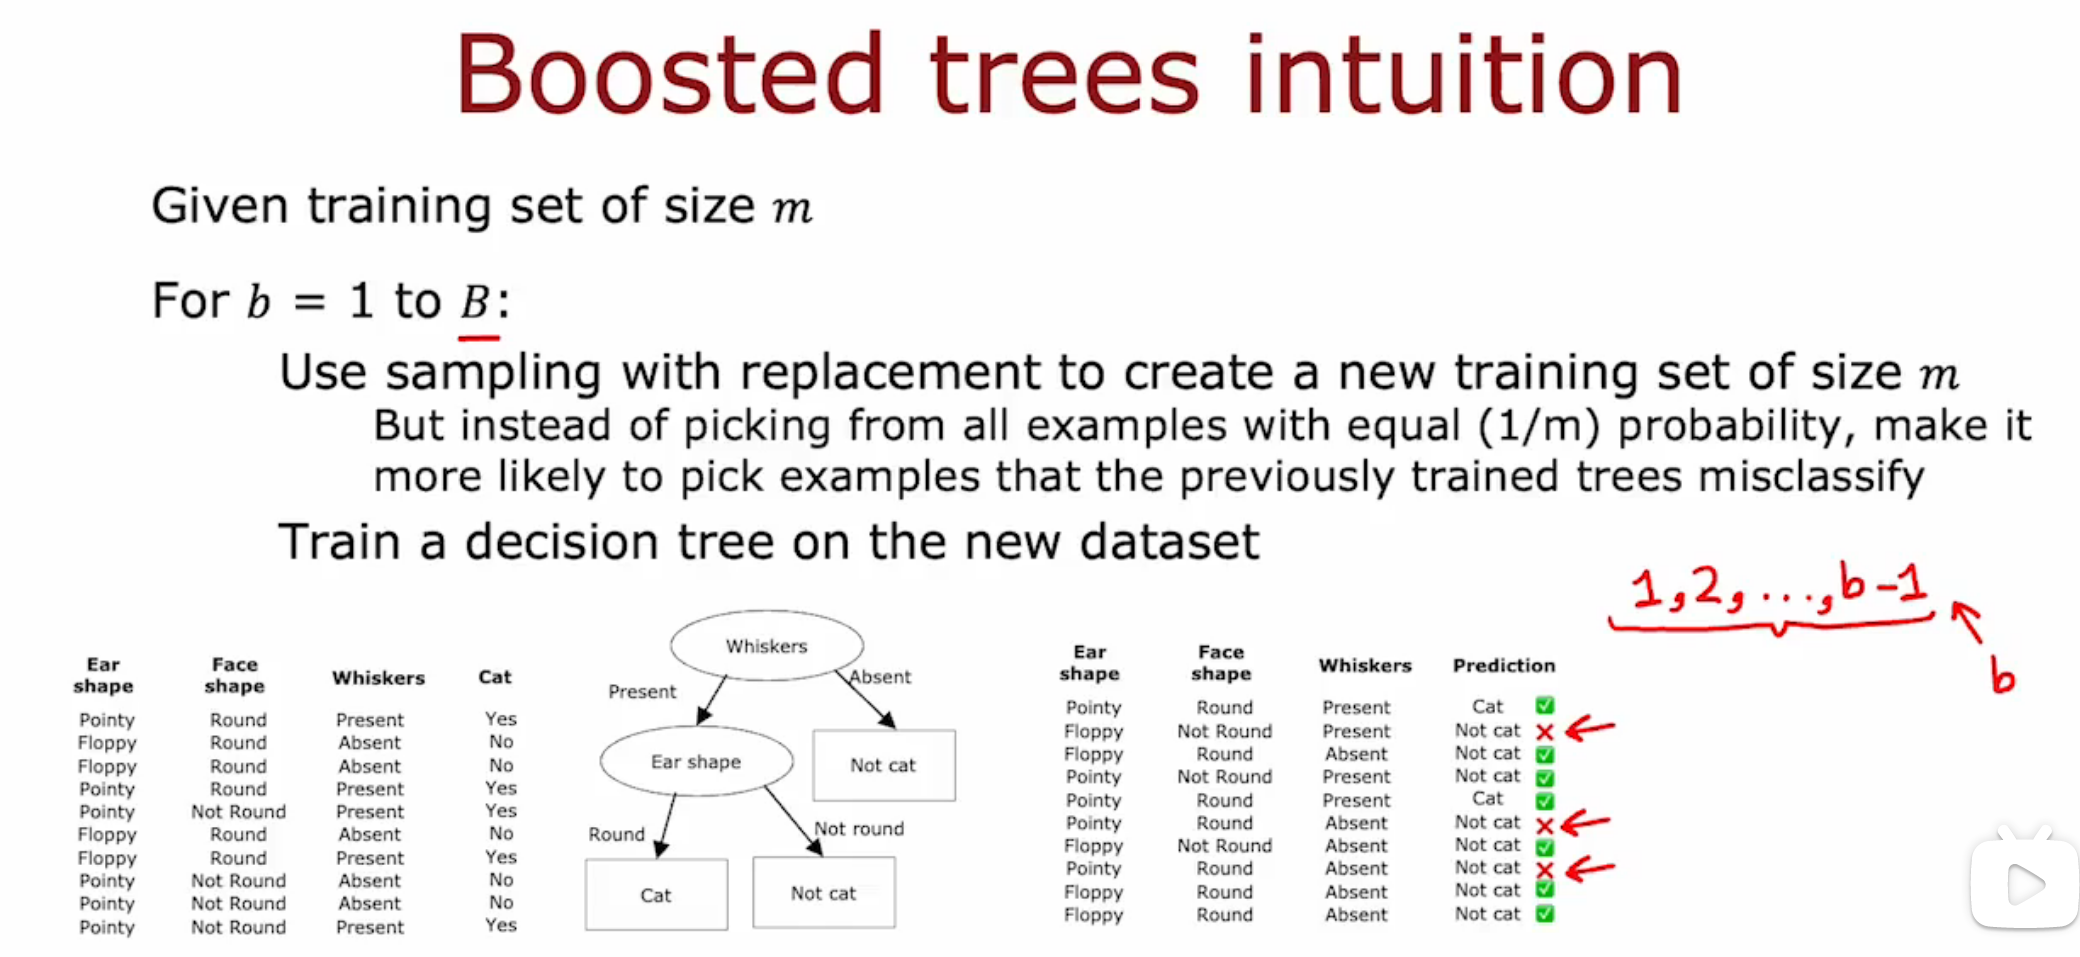 Boosted trees intuition
Given training set of size m
For b = 1 to B:
Use sampling with replacement to create a new training set of size m
But instead of picking from all examples with equal (1/m) probability, make it
more likely to pick examples that the previously trained trees misclassify
Train a decision tree on the new dataset
1,2, ...,b-1
b
Ear shape Face shape Whiskers Cat
Pointy Round Present Yes
Floppy Round Absent No
Floppy Round Absent No
Pointy Round Present Yes
Pointy Not Round Present Yes
Floppy Round Absent No
Floppy Round Present Yes
Pointy Not Round Absent No
Pointy Not Round Absent No
Pointy Not Round Present Yes
Whiskers
Present
Absent
Ear shape
Not cat
Round
Not round
Cat
Not cat
Ear shape Face shape Whiskers Prediction
Pointy Round Present Cat ✅
Floppy Not Round Present Not cat ❌
Floppy Round Absent Not cat ✅
Pointy Not Round Present Not cat ✅
Pointy Round Present Cat ✅
Pointy Round Absent Not cat ❌
Floppy Not Round Absent Not cat ✅
Pointy Round Absent Not cat ❌
Floppy Round Absent Not cat ✅
Floppy Round Absent Not cat ✅